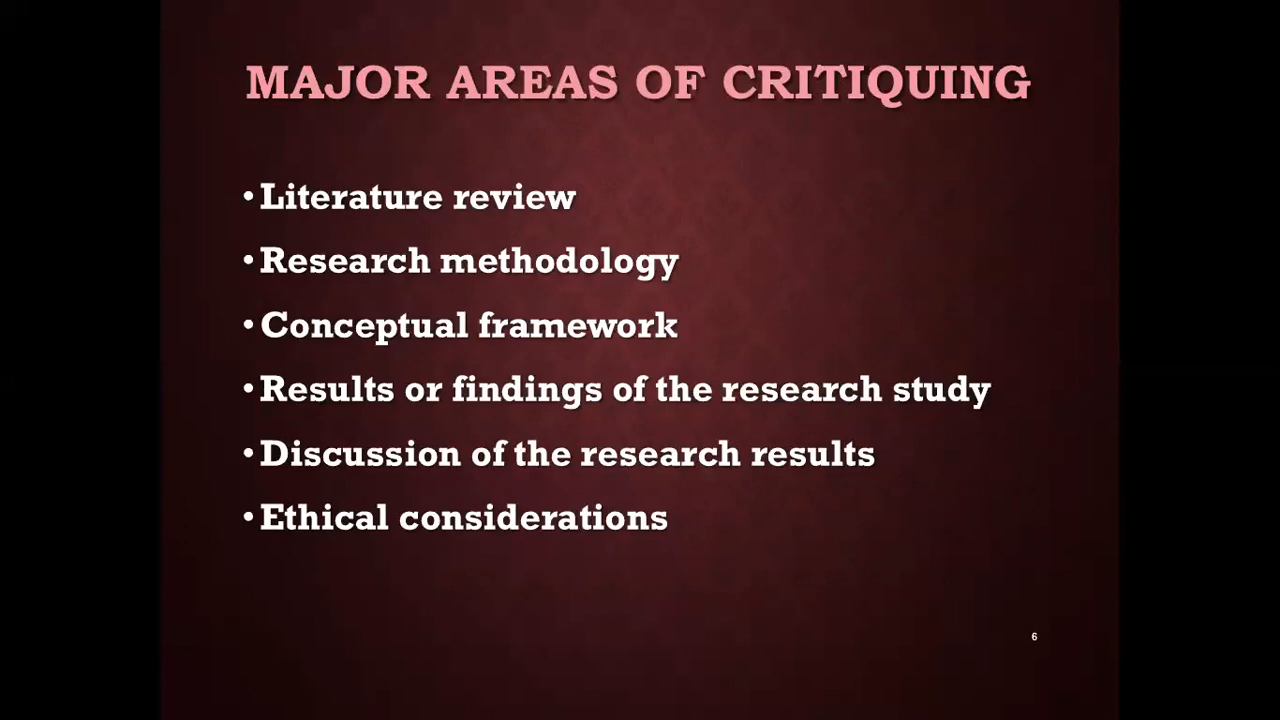 MAJOR AREAS OF CRITIQUING
• Literature review
• Research methodology
• Conceptual framework
• Results or findings of the research study
• Discussion of the research results
• Ethical considerations
6